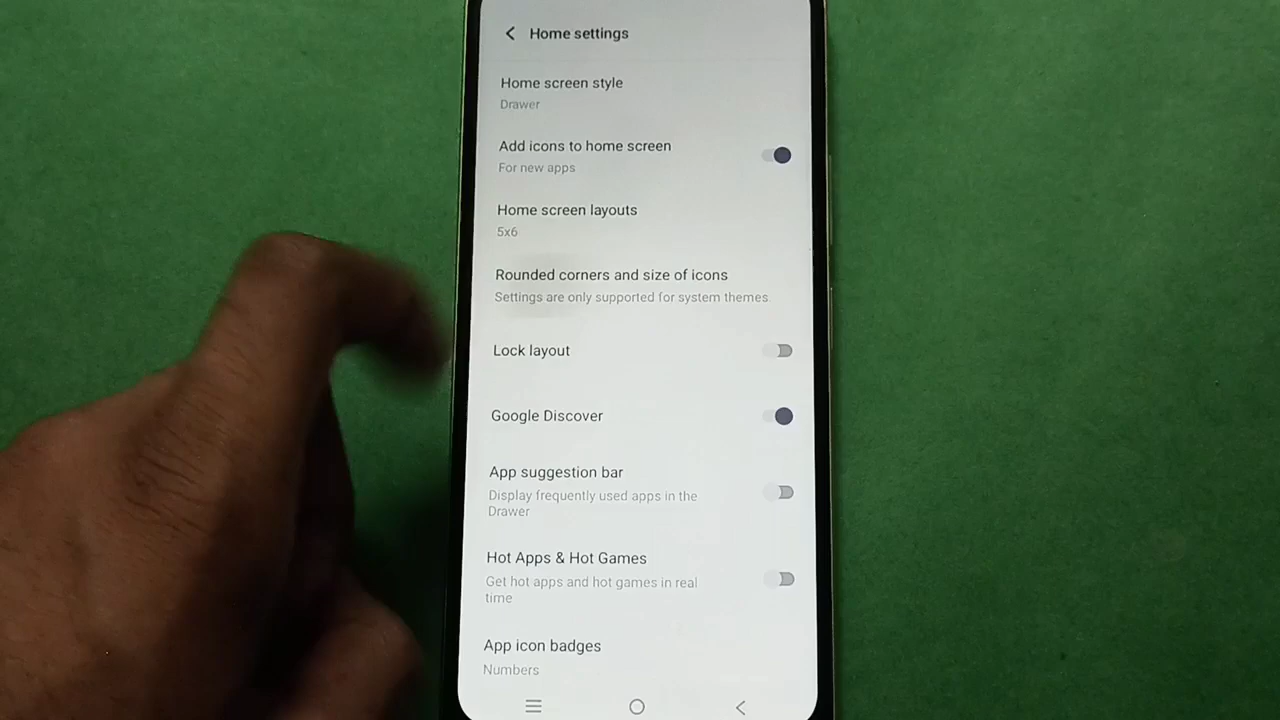 Home settings
Home screen style
Drawer
Add icons to home screen
For new apps
Home screen layouts
5x6
Rounded corners and size of icons
Settings are only supported for system themes
Lock layout
Google Discover
App suggestion bar
Display frequently used apps in the
Drawer
Hot Apps & Hot Games
Get hot apps and hot games in real
time
App icon badges
Numbers